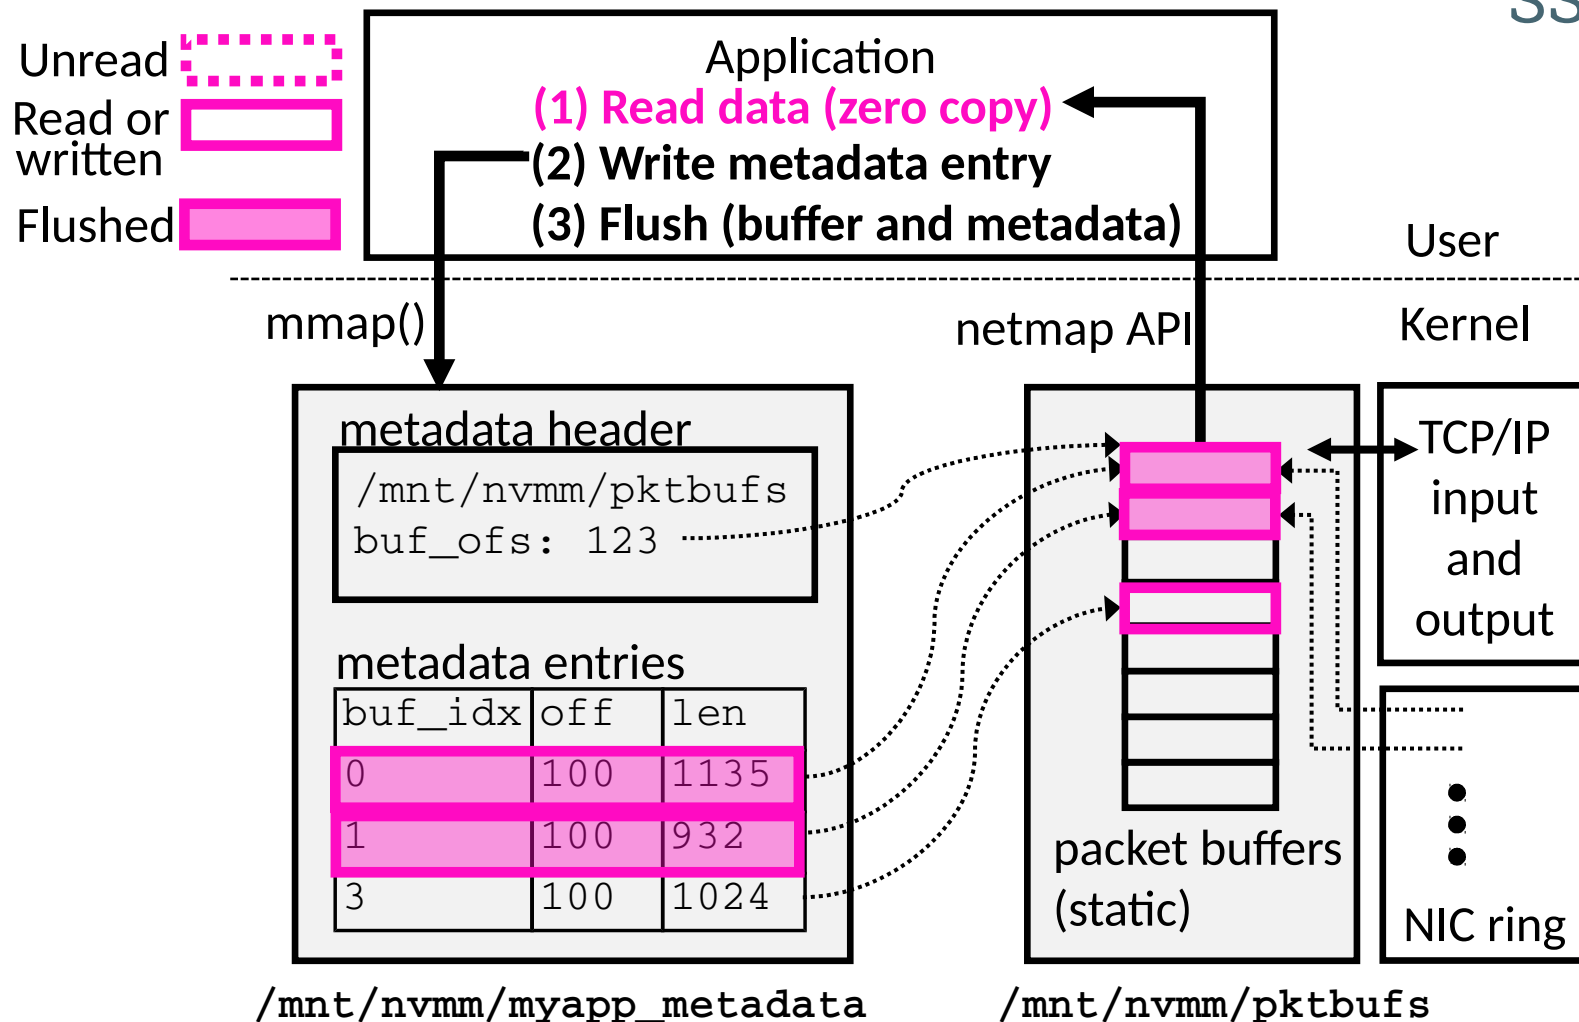 Unread
Read or
written
Flushed
Application
(1) Read data (zero copy)
(2) Write metadata entry
(3) Flush (buffer and metadata)
User
mmap()
netmap API
Kernel
metadata header
/mnt/nvmm/pktbufs
buf_ofs: 123
metadata entries
buf_idx off len
0 100 1135
1 100 932
3 100 1024
packet buffers
(static)
TCP/IP
input
and
output
NIC ring
/mnt/nvmm/myapp_metadata
/mnt/nvmm/pktbufs